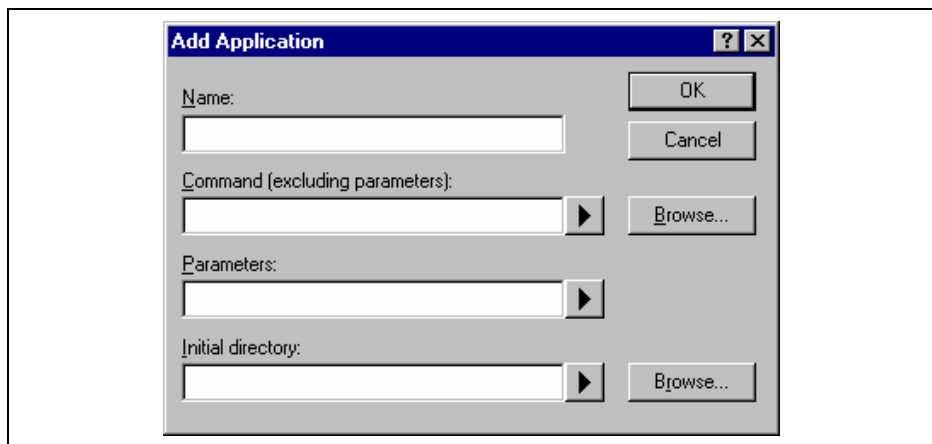 Add Application
Name:
OK
Cancel
Command (excluding parameters):
Browse...
Parameters:
Initial directory:
Browse...